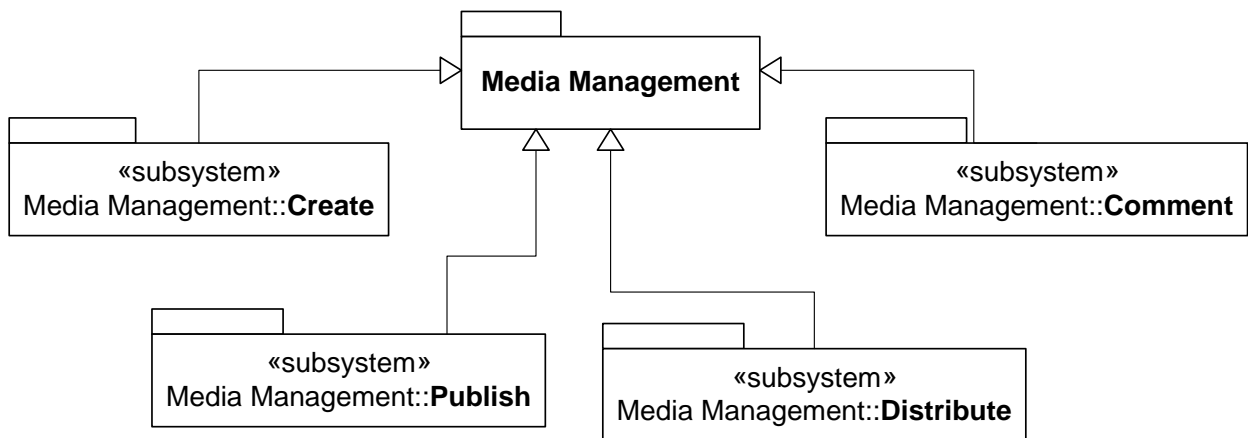 Media Management
«subsystem»
Media Management::Create
«subsystem»
Media Management::Comment
«subsystem»
Media Management::Publish
«subsystem»
Media Management::Distribute